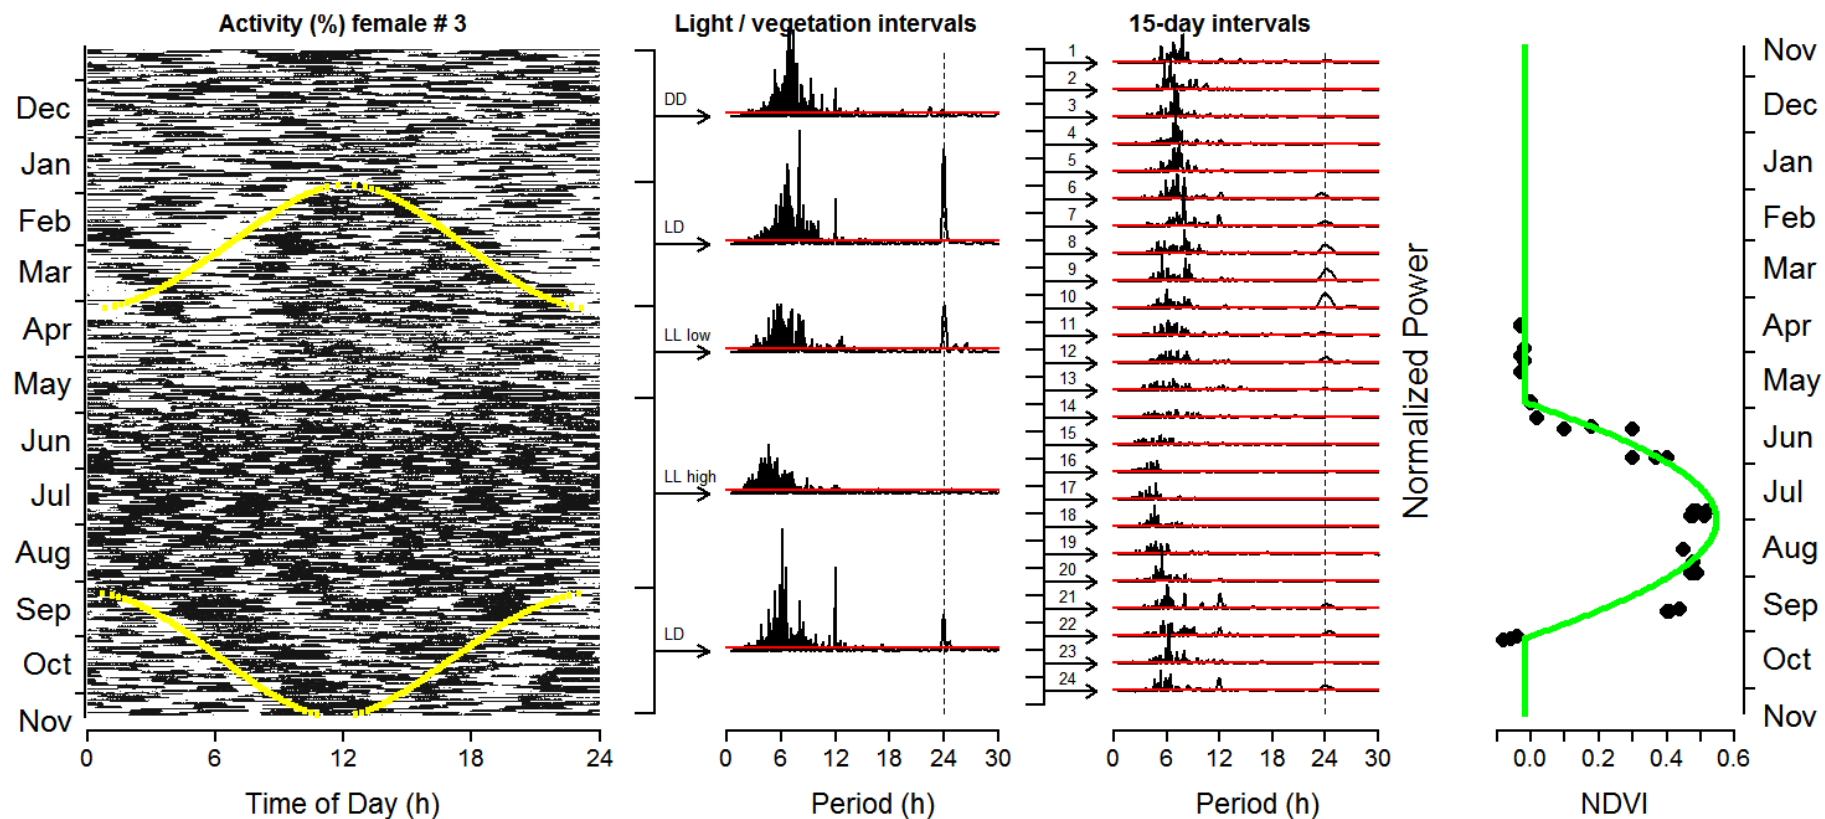 Activity (%) female # 3
Dec
Jan
Feb
Mar
Apr
May
Jun
Jul
Aug
Sep
Oct
Nov
0 6 12 18 24
Time of Day (h)
Light / vegetation intervals
DD
LD
LL low
LL high
LD
0 6 12 18 24 30
Period (h)
15-day intervals
1
2
3
4
5
6
7
8
9
10
11
12
13
14
15
16
17
18
19
20
21
22
23
24
0 6 12 18 24 30
Period (h)
Normalized Power
Nov
Dec
Jan
Feb
Mar
Apr
May
Jun
Jul
Aug
Sep
Oct
Nov
0.0 0.2 0.4 0.6
NDVI